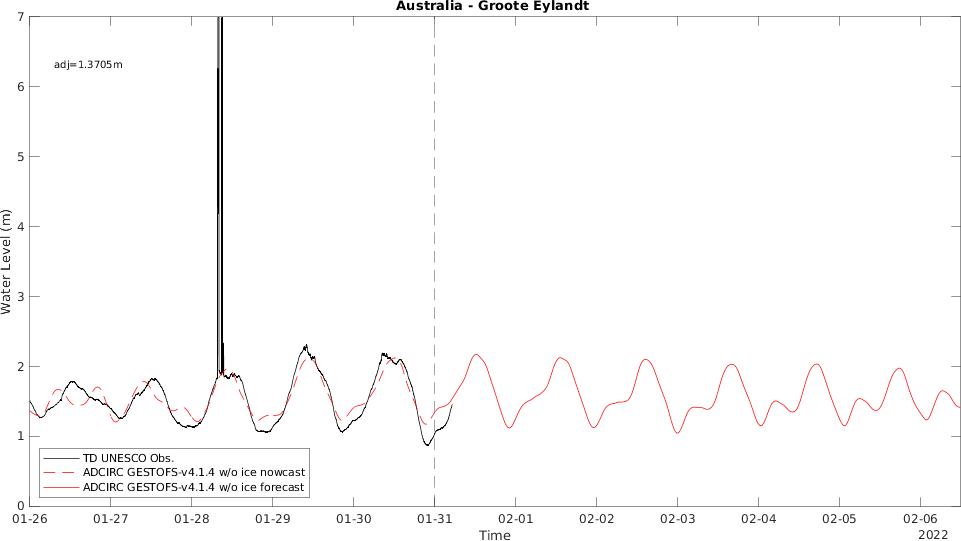 Australia - Groote Eylandt
7
6
5
4
3
2
1
0
adj=1.3705m
Water Level (m)
TD UNESCO Obs.
ADCIRC GESTOFS-v4.1.4 w/o ice nowcast
ADCIRC GESTOFS-v4.1.4 w/o ice forecast
01-26 01-27 01-28 01-29 01-30 01-31 02-01 02-02 02-03 02-04 02-05 02-06
Time
2022